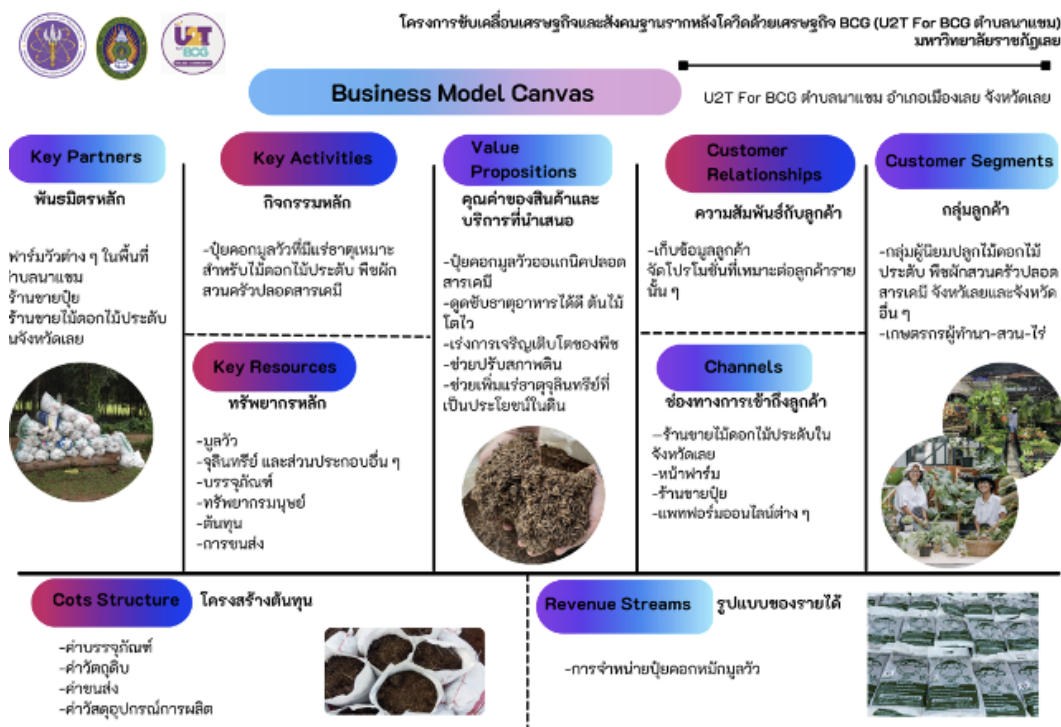 โครงการขับเคลื่อนเศรษฐกิจและสังคมฐานรากหลังโควิดด้วยเศรษฐกิจ BCG (U2T For BCG ตำบลนาแขม)
มหาวิทยาลัยราชภัฏเลย
U2T
BCG
Business Model Canvas
U2T For BCG ตำบลนาแขม อำเภอเมืองเลย จังหวัดเลย
Key Partners
พันธมิตรหลัก
ฟาร์มวัวต่าง ๆ ในพื้นที่
ตำบลนาแขม
ร้านขายปุ๋ย
ร้านขายไม้ดอกไม้ประดับ
นจังหวัดเลย
Key Activities
กิจกรรมหลัก
-ปุ๋ยคอกมูลวัวที่มีแร่ธาตุเหมาะ
สำหรับไม้ดอกไม้ประดับ พืชผัก
สวนครัวปลอดสารเคมี
Key Resources
ทรัพยากรหลัก
-มูลวัว
-จุลินทรีย์ และส่วนประกอบอื่น ๆ
-บรรจุภัณฑ์
-ทรัพยากรมนุษย์
-ต้นทุน
-การขนส่ง
Value
Propositions
คุณค่าของสินค้าและ
บริการที่นำเสนอ
-ปุ๋ยคอกมูลวัวออแกนิคปลอด
สารเคมี
-ดูดซับธาตุอาหารได้ดี ต้นไม้
โตไว
-เร่งการเจริญเติบโตของพืช
-ช่วยปรับสภาพดิน
-ช่วยเพิ่มแร่ธาตุจุลินทรีย์ที่
เป็นประโยชน์ในดิน
Customer
Relationships
ความสัมพันธ์กับลูกค้า
-เก็บข้อมูลลูกค้า
จัดโปรโมชั่นที่เหมาะต่อลูกค้าราย
นั้น ๆ
Channels
ช่องทางการเข้าถึงลูกค้า
-ร้านขายไม้ดอกไม้ประดับใน
จังหวัดเลย
-หน้าฟาร์ม
-ร้านขายปุ๋ย
-แพทฟอร์มออนไลน์ต่าง ๆ
Customer Segments
กลุ่มลูกค้า
-กลุ่มผู้นิยมปลูกไม้ดอกไม้
ประดับ พืชผักสวนครัวปลอด
สารเคมี จังหวัเลยและจังหวัด
อื่น ๆ
-เกษตรกรผู้ทำนา-สวน-ไร่
Cots Structure
โครงสร้างต้นทุน
-ค่าบรรจุภัณฑ์
-ค่าวัตถุดิบ
-ค่าขนส่ง
-ค่าวัสดุอุปกรณ์การผลิต
Revenue Streams
รูปแบบของรายได้
-การจำหน่ายปุ๋ยคอกหมักมูลวัว